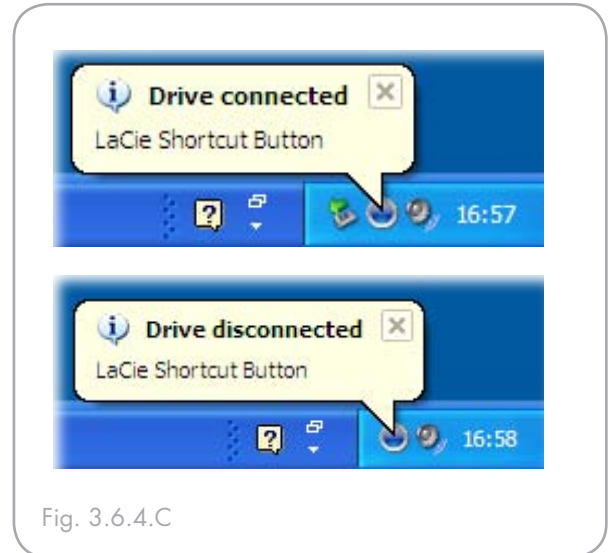 Drive connected
LaCie Shortcut Button
16:57
Drive disconnected
LaCie Shortcut Button
16:58
Fig. 3.6.4.C